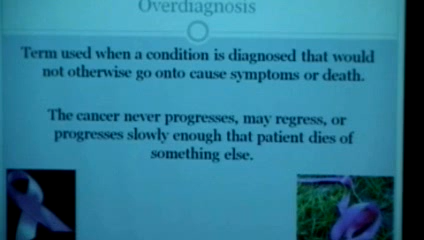 Overdiagnosis
Term used when a condition is diagnosed that would
not otherwise go onto cause symptoms or death.
The cancer never progresses, may regress, or
progresses slowly enough that patient dies of
something else.